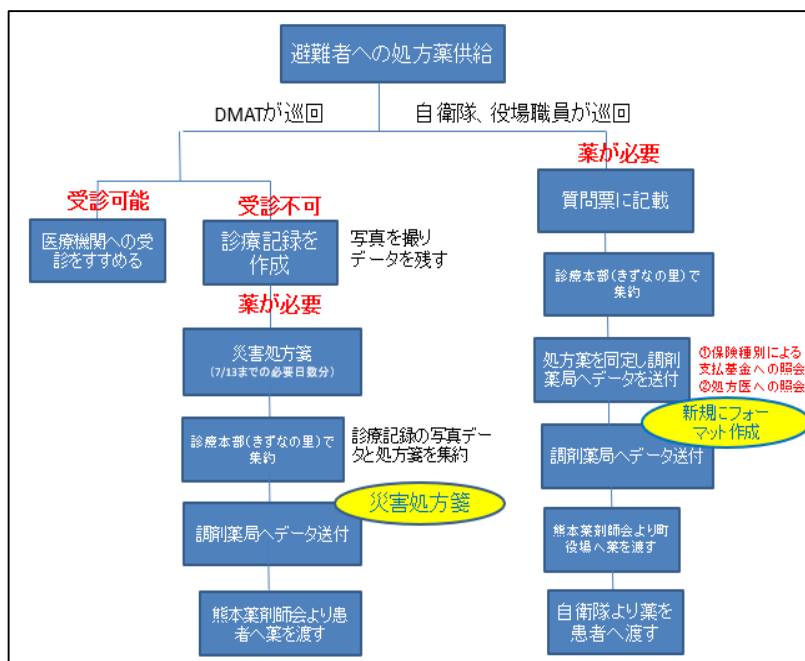 避難者への処方薬供給
DMATが巡回
自衛隊、役場職員が巡回
受診可能
医療機関への受
診をすすめる
受診不可
診療記録を
作成
写真を撮り
データを残す
薬が必要
災害処方箋
(7/13までの必要日数分)
診療本部(きずなの里)で
集約
診療記録の写真デー
タと処方箋を集約
災害処方箋
調剤薬局へデータ送付
熊本薬剤師会より患
者へ薬を渡す
薬が必要
質問票に記載
診療本部(きずなの里)で
集約
処方薬を同定し調剤
薬局へデータを送付
①保険種別による
支払基金への照会
②処方医への照会
新規にフォー
マット作成
調剤薬局へデータ送付
熊本薬剤師会より町
役場へ薬を渡す
自衛隊より薬を
患者へ渡す